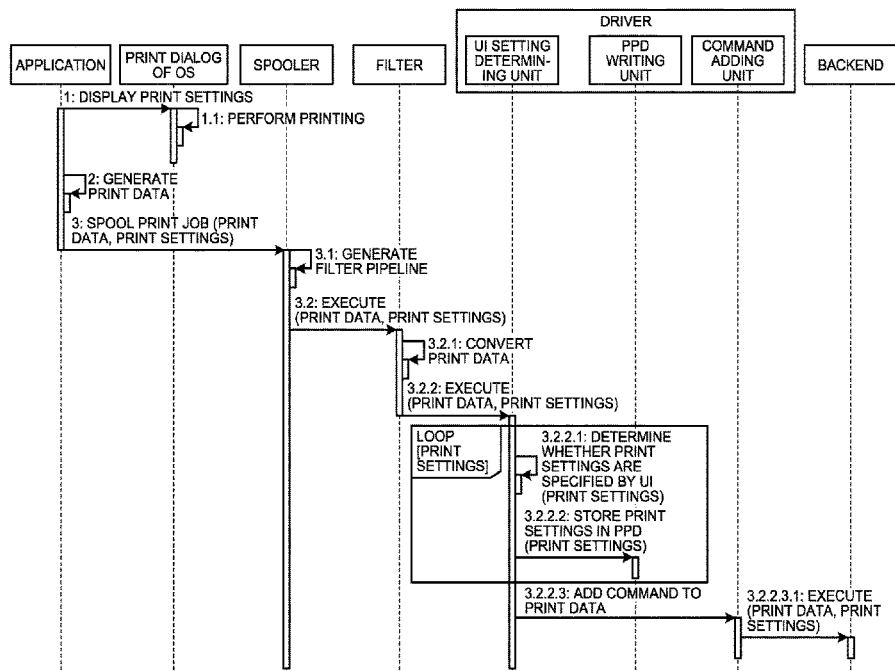 DRIVER
APPLICATION
PRINT DIALOG
OF OS
SPOOLER
FILTER
UI SETTING
DETERMIN-
ING UNIT
PPD
WRITING
UNIT
COMMAND
ADDING
UNIT
BACKEND
1: DISPLAY PRINT SETTINGS
1.1: PERFORM PRINTING
2: GENERATE
PRINT DATA
3: SPOOL PRINT JOB (PRINT
DATA, PRINT SETTINGS)
3.1: GENERATE
FILTER PIPELINE
3.2: EXECUTE
(PRINT DATA, PRINT SETTINGS)
3.2.1: CONVERT
PRINT DATA
3.2.2: EXECUTE
(PRINT DATA, PRINT SETTINGS)
LOOP
[PRINT
SETTINGS]
3.2.2.1: DETERMINE
WHETHER PRINT
SETTINGS ARE
SPECIFIED BY UI
(PRINT SETTINGS)
3.2.2.2: STORE PRINT
SETTINGS IN PPD
(PRINT SETTINGS)
3.2.2.3: ADD COMMAND TO
PRINT DATA
3.2.2.3.1: EXECUTE
(PRINT DATA, PRINT
SETTINGS)